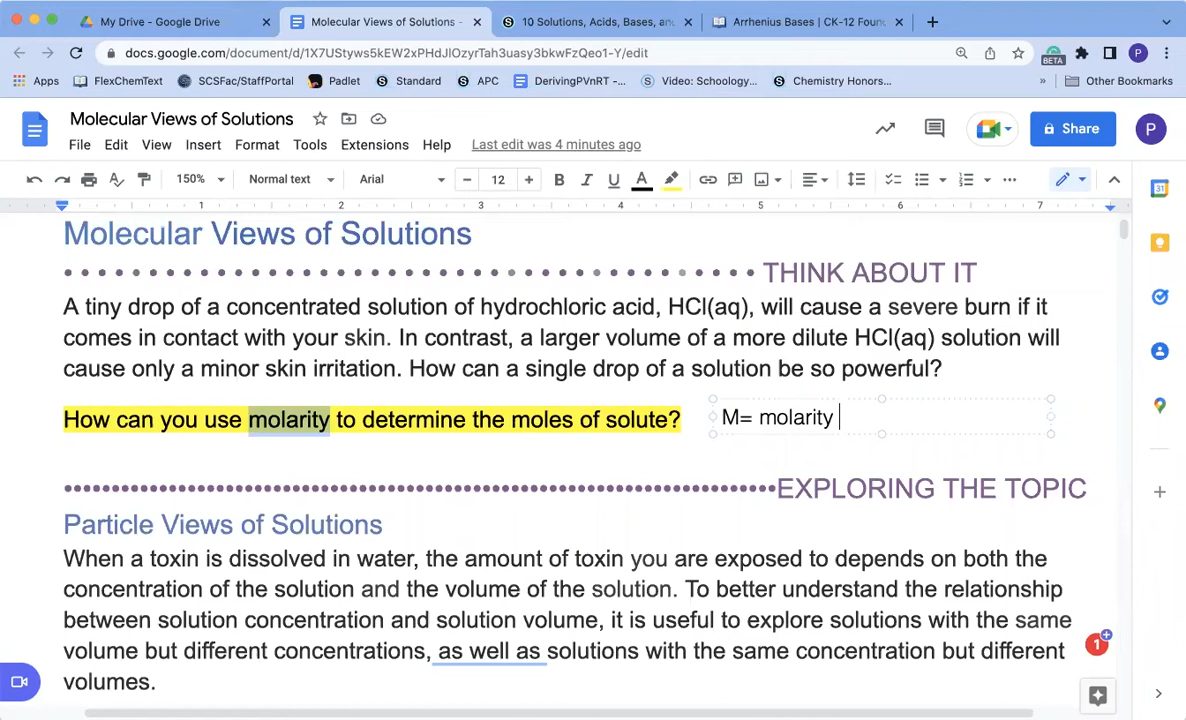 My Drive - Google Drive
Molecular Views of Solutions -
10 Solutions, Acids, Bases, an
Arrhenius Bases | CK-12 Foun
docs.google.com/document/d/1X7UStyws5kEW2xPHdJlOzyrTah3uasy3bkwFzQeo1-Y/edit
BETA
P
Apps
FlexChemText
SCSFac/StaffPortal
Padlet
Standard
APC
DerivingPVnRT -...
Video: Schoology...
Chemistry Honors...
»
Other Bookmarks
Molecular Views of Solutions
File Edit View Insert Format Tools Extensions Help Last edit was 4 minutes ago
Share
P
150% Normal text Arial − 12 + B I U A
31
1 2 3 4 5 6 7
Molecular Views of Solutions
THINK ABOUT IT
A tiny drop of a concentrated solution of hydrochloric acid, HCl(aq), will cause a severe burn if it
comes in contact with your skin. In contrast, a larger volume of a more dilute HCl(aq) solution will
cause only a minor skin irritation. How can a single drop of a solution be so powerful?
How can you use molarity to determine the moles of solute?
M= molarity
EXPLORING THE TOPIC
Particle Views of Solutions
When a toxin is dissolved in water, the amount of toxin you are exposed to depends on both the
concentration of the solution and the volume of the solution. To better understand the relationship
between solution concentration and solution volume, it is useful to explore solutions with the same
volume but different concentrations, as well as solutions with the same concentration but different
volumes.
1